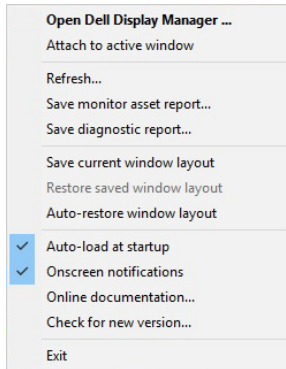 Open Dell Display Manager ...
Attach to active window
Refresh...
Save monitor asset report...
Save diagnostic report...
Save current window layout
Restore saved window layout
Auto-restore window layout
Auto-load at startup
Onscreen notifications
Online documentation...
Check for new version...
Exit